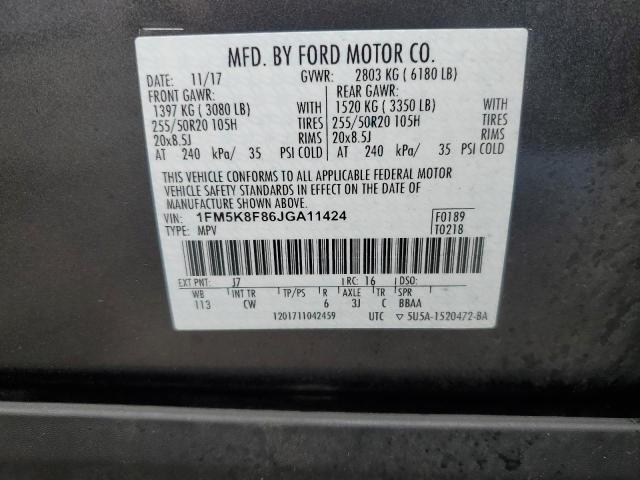 MFD. BY FORD MOTOR CO.
DATE: 11/17 GVWR: 2803 KG ( 6180 LB)
FRONT GAWR: REAR GAWR:
1397 KG ( 3080 LB) WITH 1520 KG ( 3350 LB) WITH
255/50R20 105H TIRES 255/50R20 105H TIRES
20x8.5J RIMS 20x8.5J RIMS
AT 240 kPa/ 35 PSI COLD AT 240 kPa/ 35 PSI COLD
THIS VEHICLE CONFORMS TO ALL APPLICABLE FEDERAL MOTOR
VEHICLE SAFETY STANDARDS IN EFFECT ON THE DATE OF
MANUFACTURE SHOWN ABOVE.
VIN: 1FM5K8F86JGA11424 F0189
TYPE: MPV T0218
EXT PNT: J7 RC: 16 DSO:
WB INT TR TP/PS R AXLE TR SPR
113 CW 6 3J C BBAA
1201711042459 UTC ▽ 5U5A-1520472-BA